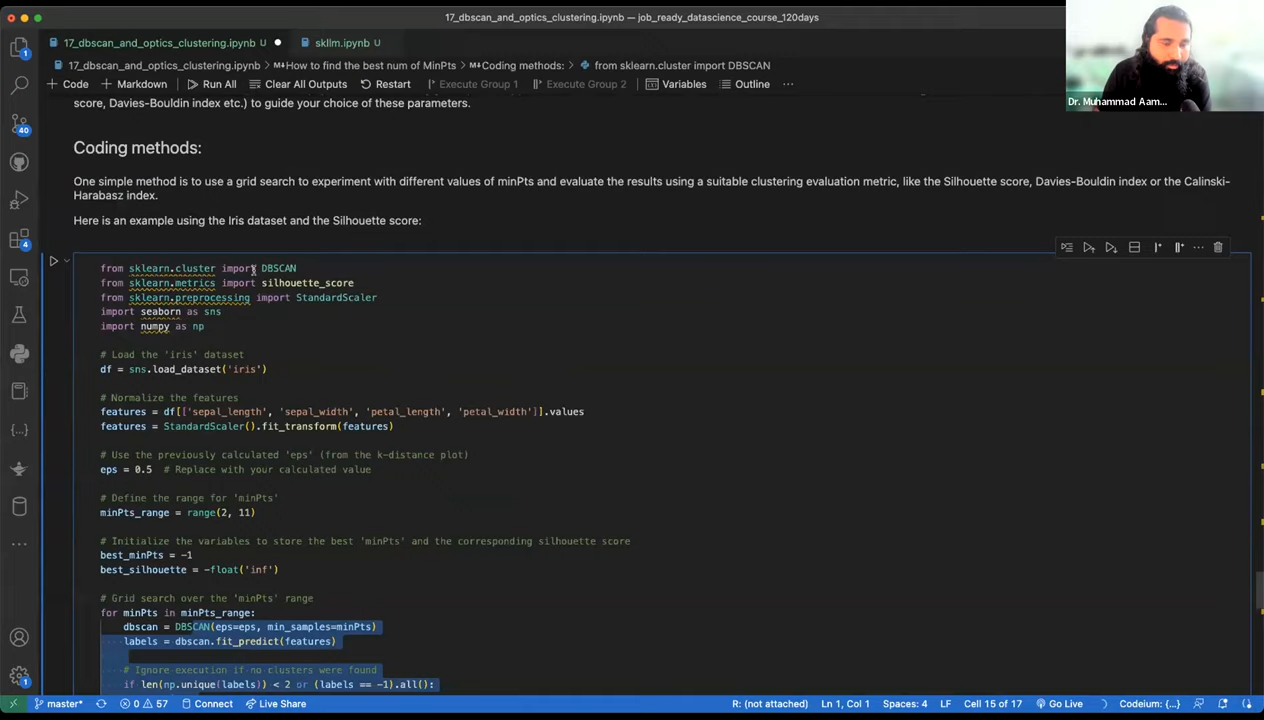 17_dbscan_and_optics_clustering.ipynb — job_ready_datascience_course_120days
17_dbscan_and_optics_clustering.ipynb U
skllm.ipynb U
17_dbscan_and_optics_clustering.ipynb > M↓How to find the best num of MinPts > M↓Coding methods: > from sklearn.cluster import DBSCAN
+ Code + Markdown Run All Clear All Outputs Restart Execute Group 1 Execute Group 2 Variables Outline ...
Dr. Muhammad Aam...
score, Davies-Bouldin index etc.) to guide your choice of these parameters.
Coding methods:
One simple method is to use a grid search to experiment with different values of minPts and evaluate the results using a suitable clustering evaluation metric, like the Silhouette score, Davies-Bouldin index or the Calinski-
Harabasz index.
Here is an example using the Iris dataset and the Silhouette score:
from sklearn.cluster import DBSCAN
from sklearn.metrics import silhouette_score
from sklearn.preprocessing import StandardScaler
import seaborn as sns
import numpy as np
# Load the 'iris' dataset
df = sns.load_dataset('iris')
# Normalize the features
features = df[['sepal_length', 'sepal_width', 'petal_length', 'petal_width']].values
features = StandardScaler().fit_transform(features)
# Use the previously calculated 'eps' (from the k-distance plot)
eps = 0.5  # Replace with your calculated value
# Define the range for 'minPts'
minPts_range = range(2, 11)
# Initialize the variables to store the best 'minPts' and the corresponding silhouette score
best_minPts = -1
best_silhouette = -float('inf')
# Grid search over the 'minPts' range
for minPts in minPts_range:
dbscan = DBSCAN(eps=eps, min_samples=minPts)
labels = dbscan.fit_predict(features)
# Ignore execution if no clusters were found
if len(np.unique(labels)) < 2 or (labels == -1).all():
1
40
4
1
master* 0 57 Connect Live Share R: (not attached) Ln 1, Col 1 Spaces: 4 LF Cell 15 of 17 Go Live Codeium: {...}